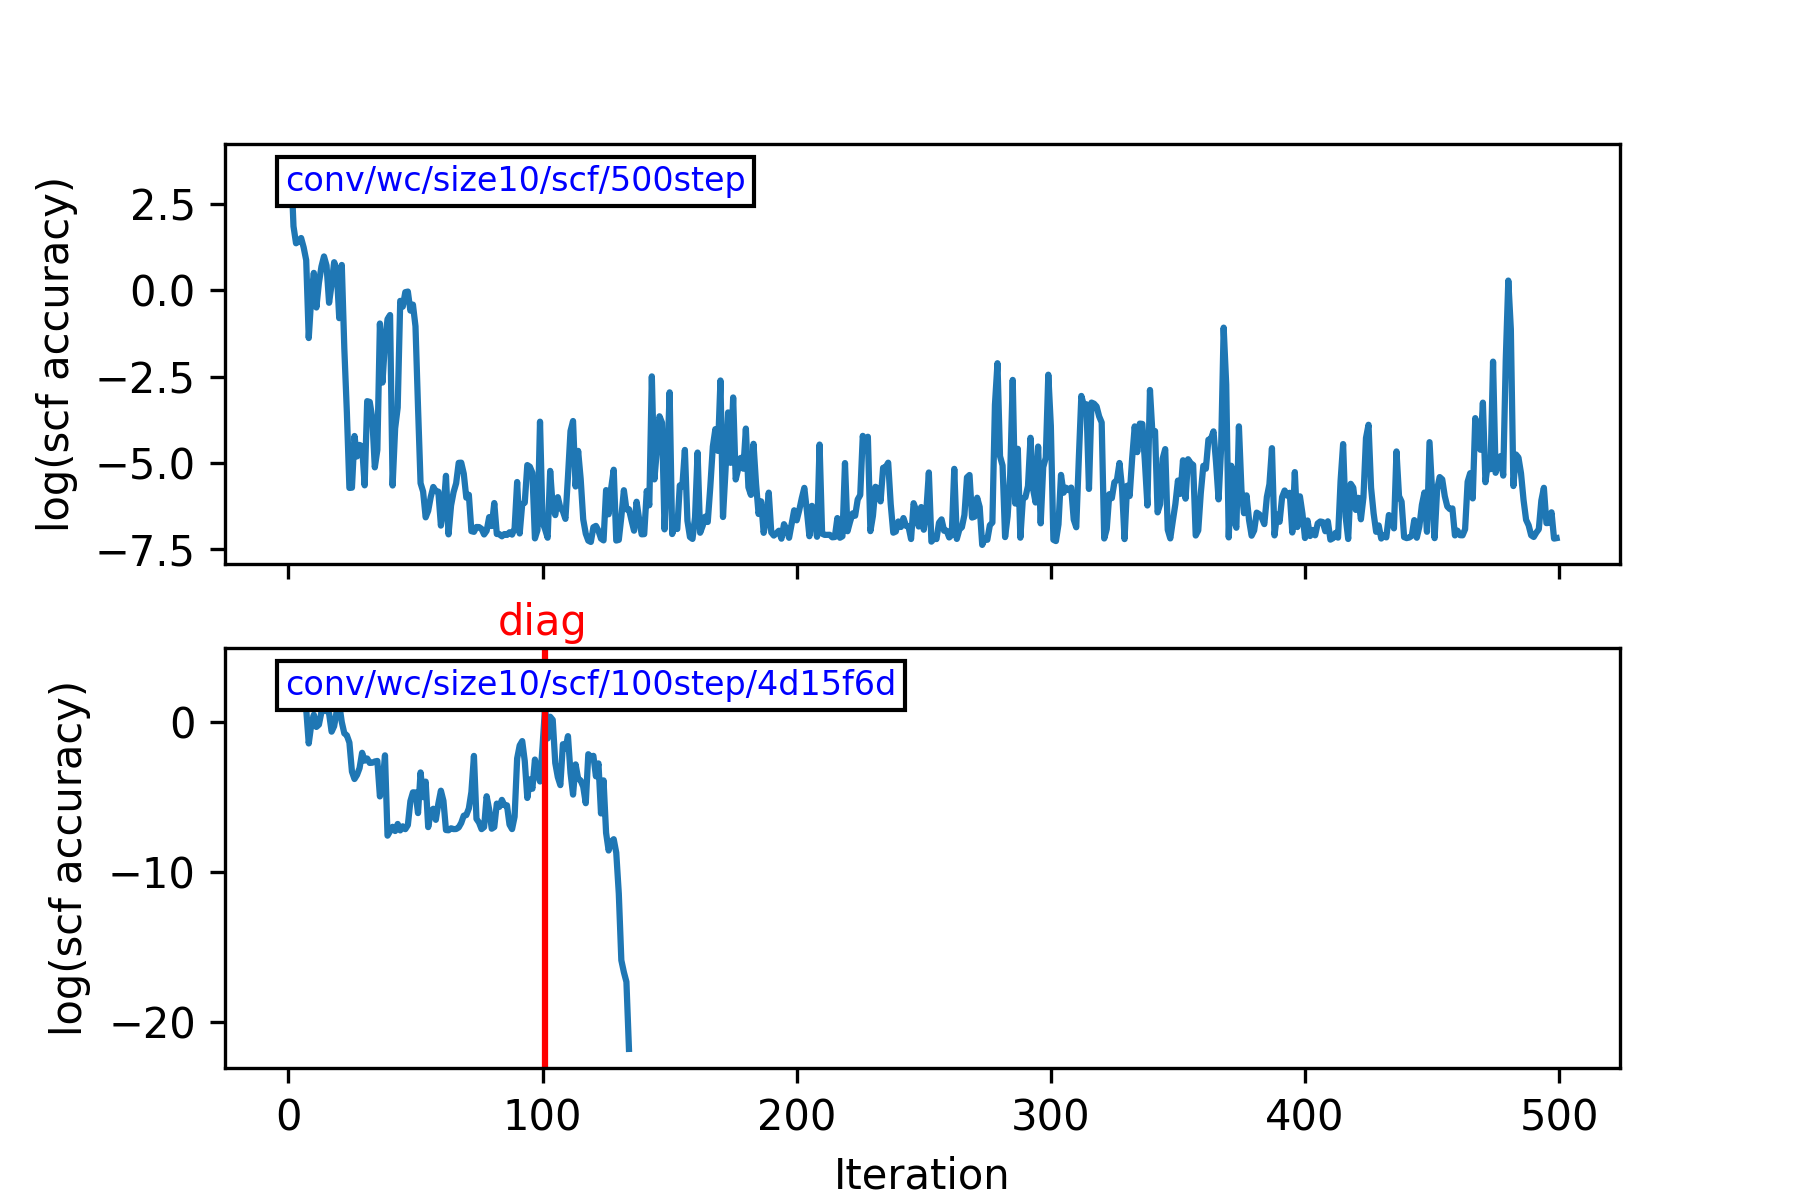 conv/wc/size10/scf/500step
log(scf accuracy)
2.5
0.0
−2.5
−5.0
−7.5
diag
conv/wc/size10/scf/100step/4d15f6d
log(scf accuracy)
0
−10
−20
0 100 200 300 400 500
Iteration